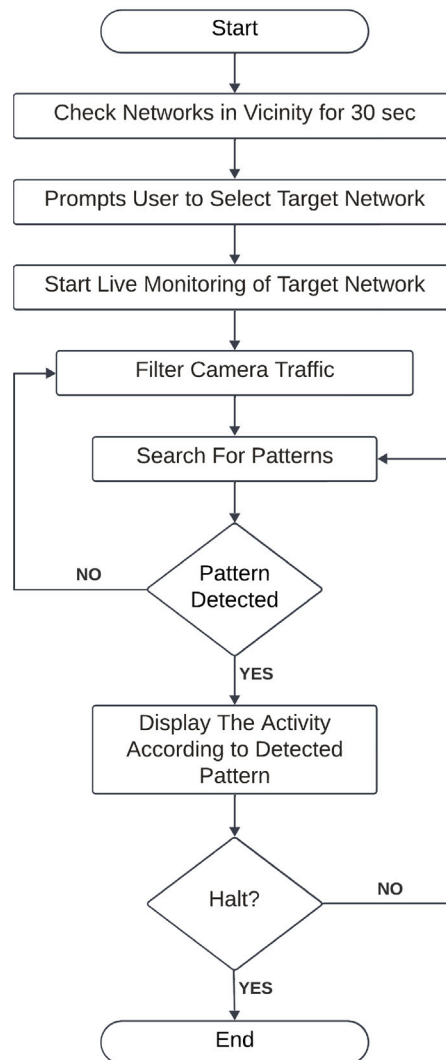 Start
Check Networks in Vicinity for 30 sec
Prompts User to Select Target Network
Start Live Monitoring of Target Network
Filter Camera Traffic
Search For Patterns
Pattern
Detected
NO
YES
Display The Activity
According to Detected
Pattern
Halt?
NO
YES
End